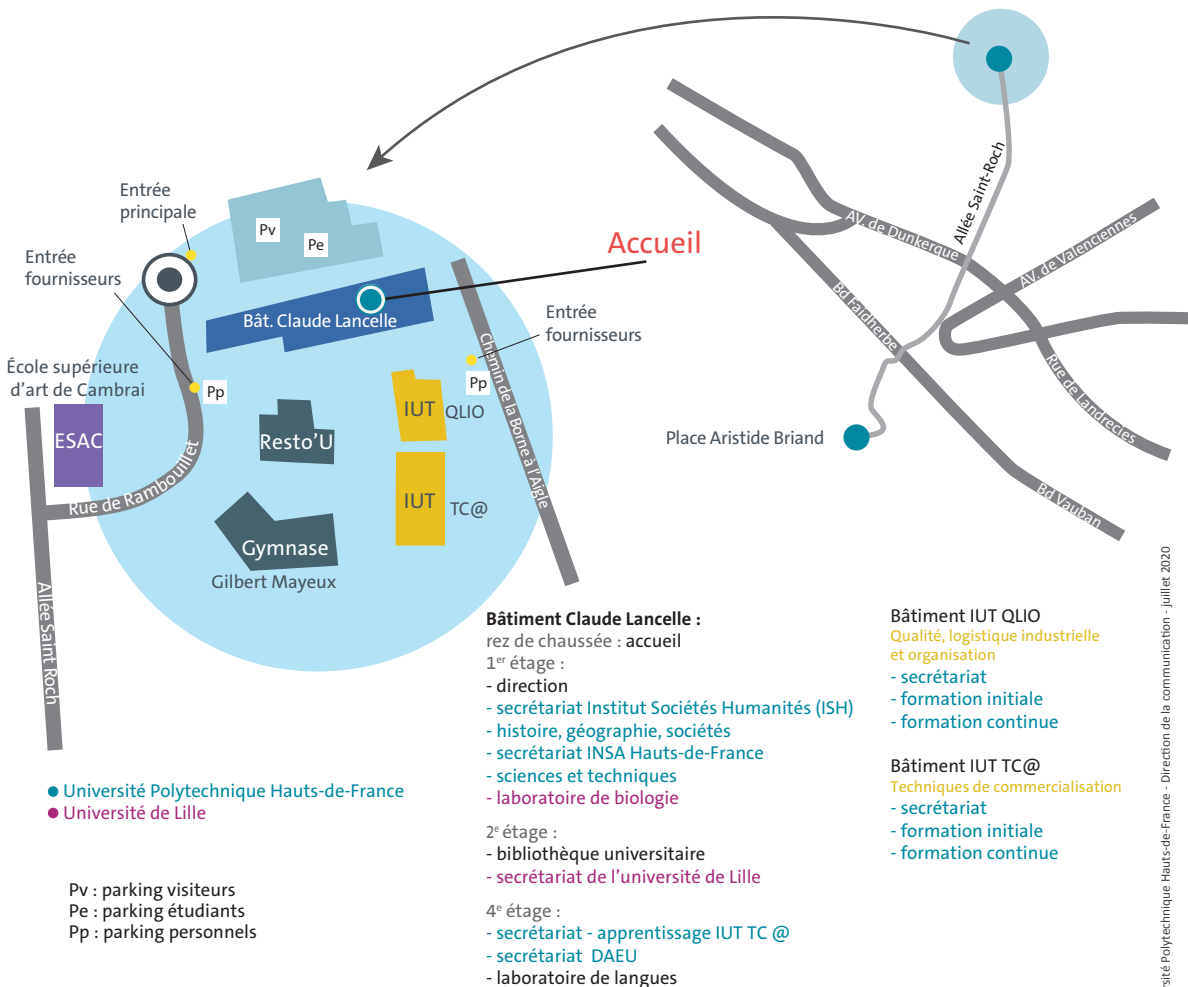 Entrée
principale
Entrée
fournisseurs
Pv
Pe
Accueil
Bât. Claude Lancelle
Entrée
fournisseurs
Pp
Pp
Chemin de la Borne à l'Aigle
École supérieure
d'art de Cambrai
ESAC
Rue de Rambouillet
Allée Saint Roch
Resto'U
IUT
QLIO
IUT
TC@
Gymnase
Gilbert Mayeux
Allée Saint-Roch
AV. de Dunkerque
AV. de Valenciennes
Bd Faidherbe
Rue de Landrecies
Place Aristide Briand
Bd Vauban
● Université Polytechnique Hauts-de-France
● Université de Lille
Pv : parking visiteurs
Pe : parking étudiants
Pp : parking personnels
Bâtiment Claude Lancelle :
rez de chaussée : accueil
1er étage :
- direction
- secrétariat Institut Sociétés Humanités (ISH)
- histoire, géographie, sociétés
- secrétariat INSA Hauts-de-France
- sciences et techniques
- laboratoire de biologie
2e étage :
- bibliothèque universitaire
- secrétariat de l'université de Lille
4e étage :
- secrétariat - apprentissage IUT TC @
- secrétariat DAEU
- laboratoire de langues
Bâtiment IUT QLIO
Qualité, logistique industrielle
et organisation
- secrétariat
- formation initiale
- formation continue
Bâtiment IUT TC@
Techniques de commercialisation
- secrétariat
- formation initiale
- formation continue
sité Polytechnique Hauts-de-France - Direction de la communication - juillet 2020